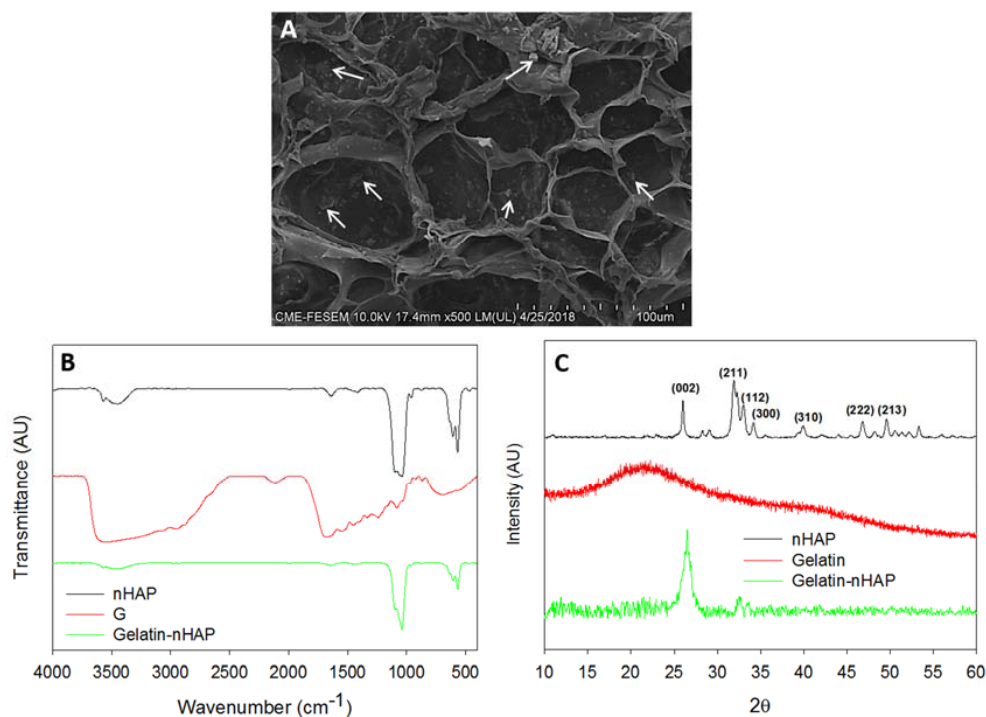 A
CME-FESEM 10.0kV 17.4mm x500 LM(UL) 4/25/2018 100um
B
Transmittance (AU)
nHAP
G
Gelatin-nHAP
4000 3500 3000 2500 2000 1500 1000 500
Wavenumber (cm⁻¹)
C
Intensity (AU)
(002)
(211)
(112)
(300)
(310)
(222)
(213)
nHAP
Gelatin
Gelatin-nHAP
10 15 20 25 30 35 40 45 50 55 60
2θ